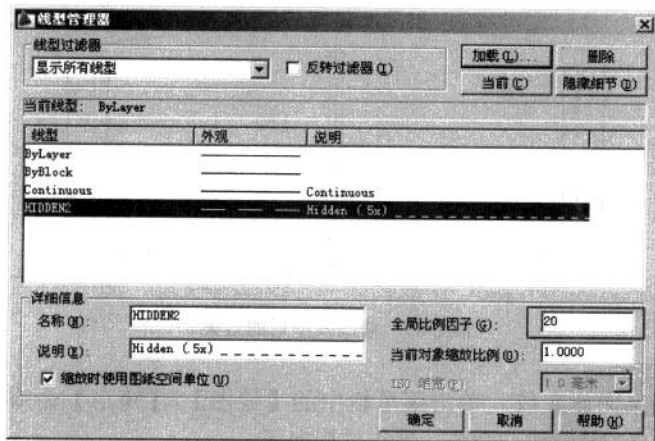 线型管理器
线型过滤器
显示所有线型
反转过滤器(I)
加载(L)...
删除
当前(C)
隐藏细节(D)
当前线型: ByLayer
线型 外观 说明
ByLayer
ByBlock
Continuous Continuous
HIDDEN2 Hidden (.5x) _ _ _ _ _ _ _ _ _ _ _ _ _ _
详细信息
名称(N): HIDDEN2
全局比例因子(G): 20
说明(E): Hidden (.5x) _ _ _ _ _ _ _ _ _
当前对象缩放比例(O): 1.0000
缩放时使用图纸空间单位(U)
ISO 笔宽(P): 1.0 毫米
确定
取消
帮助(H)